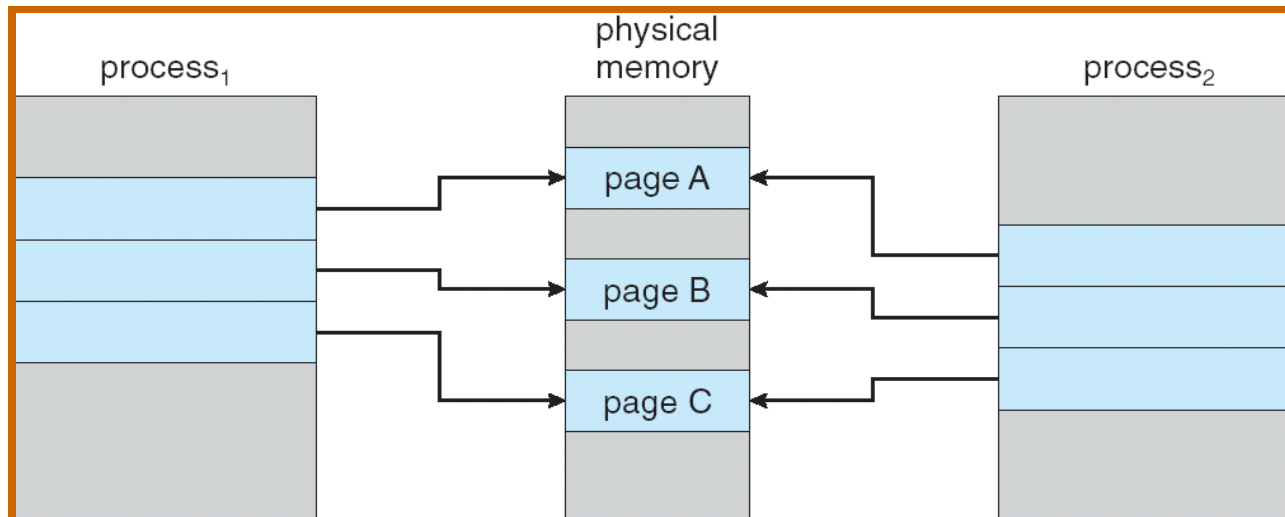 physical
memory
process₁
process₂
page A
page B
page C